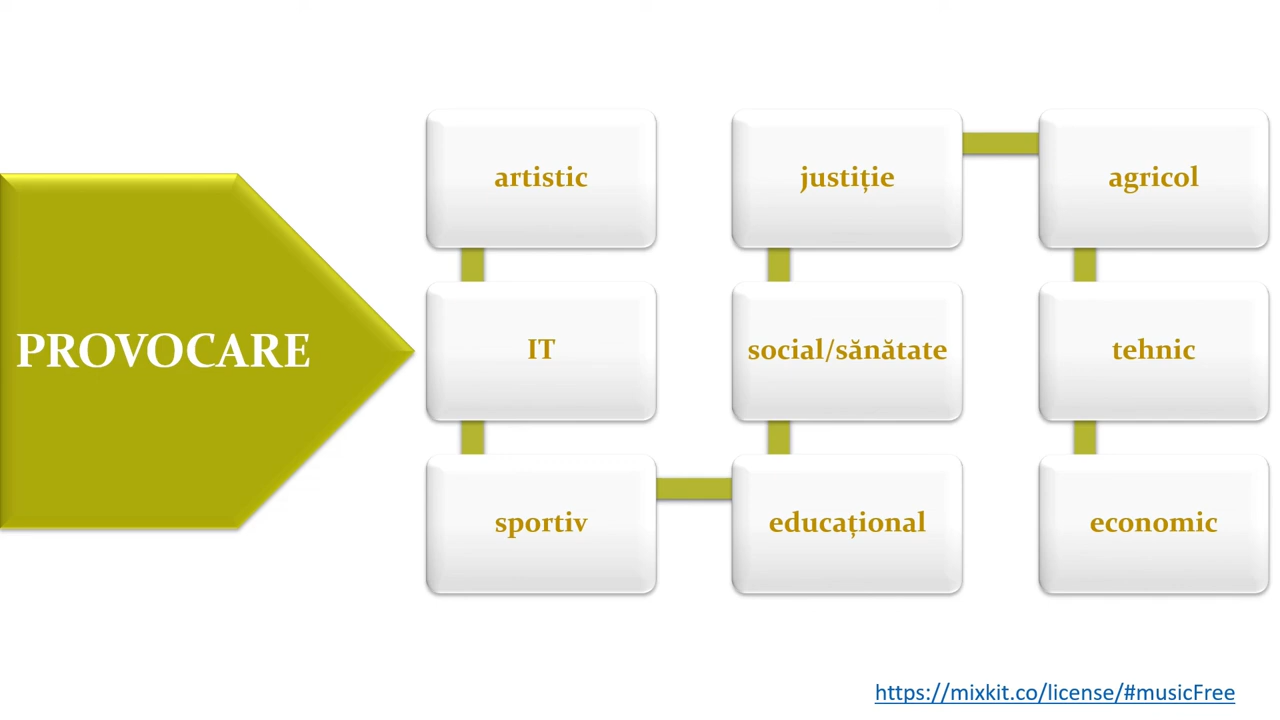 PROVOCARE
artistic
IT
sportiv
educațional
social/sănătate
justiție
agricol
tehnic
economic
https://mixkit.co/license/#musicFree